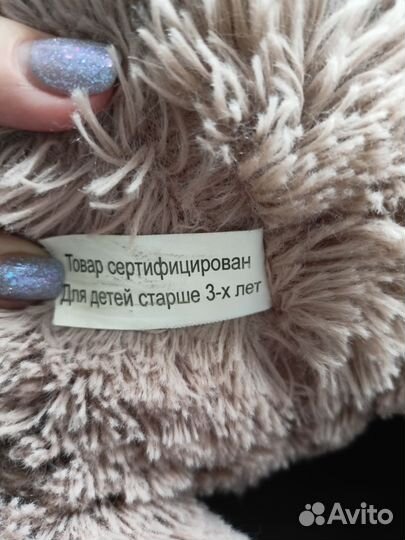 Товар сертифицирован
Для детей старше 3-х лет
Avito